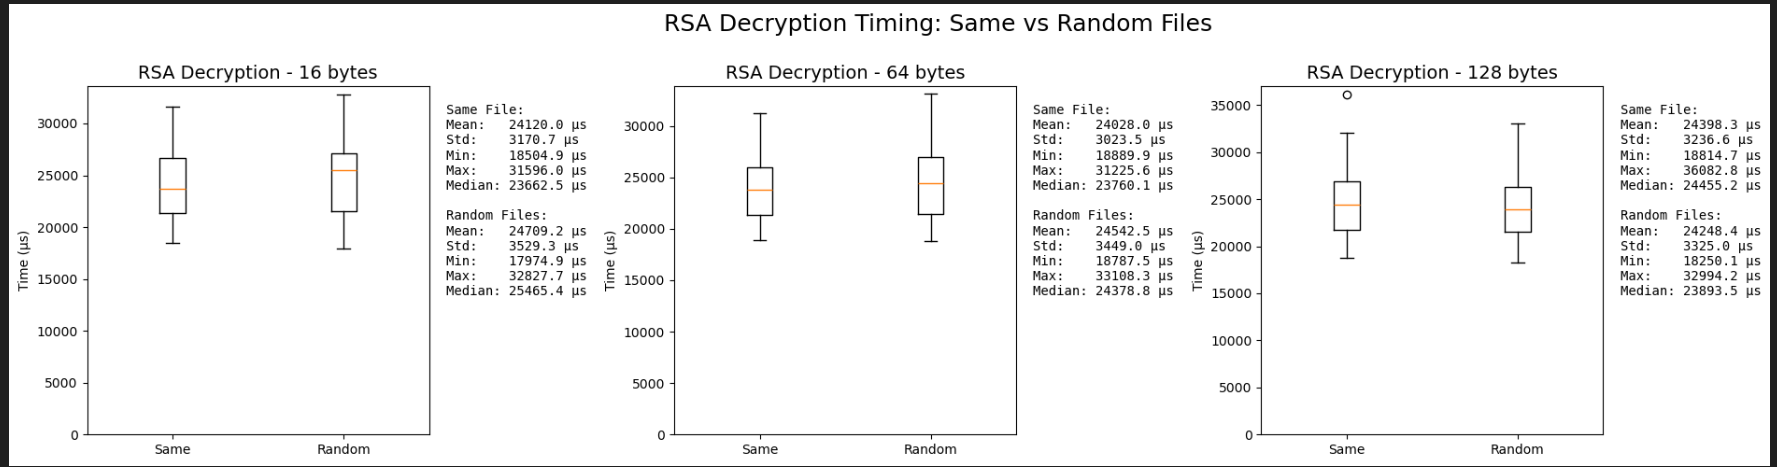 RSA Decryption Timing: Same vs Random Files
RSA Decryption - 16 bytes
Time (µs)
30000
25000
20000
15000
10000
5000
0
Same
Random
Same File:
Mean: 24120.0 µs
Std: 3170.7 µs
Min: 18504.9 µs
Max: 31596.0 µs
Median: 23662.5 µs
Random Files:
Mean: 24709.2 µs
Std: 3529.3 µs
Min: 17974.9 µs
Max: 32827.7 µs
Median: 25465.4 µs
RSA Decryption - 64 bytes
Time (µs)
30000
25000
20000
15000
10000
5000
0
Same
Random
Same File:
Mean: 24028.0 µs
Std: 3023.5 µs
Min: 18889.9 µs
Max: 31225.6 µs
Median: 23760.1 µs
Random Files:
Mean: 24542.5 µs
Std: 3449.0 µs
Min: 18787.5 µs
Max: 33108.3 µs
Median: 24378.8 µs
RSA Decryption - 128 bytes
Time (µs)
35000
30000
25000
20000
15000
10000
5000
0
Same
Random
Same File:
Mean: 24398.3 µs
Std: 3236.6 µs
Min: 18814.7 µs
Max: 36082.8 µs
Median: 24455.2 µs
Random Files:
Mean: 24248.4 µs
Std: 3325.0 µs
Min: 18250.1 µs
Max: 32994.2 µs
Median: 23893.5 µs